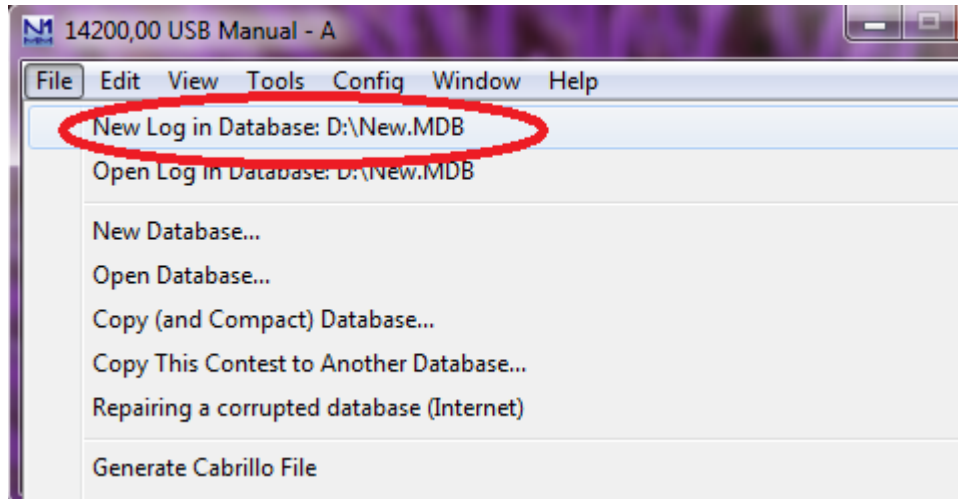 N1
MM
14200,00 USB Manual - A
File Edit View Tools Config Window Help
New Log in Database: D:\New.MDB
Open Log in Database: D:\New.MDB
New Database...
Open Database...
Copy (and Compact) Database...
Copy This Contest to Another Database...
Repairing a corrupted database (Internet)
Generate Cabrillo File